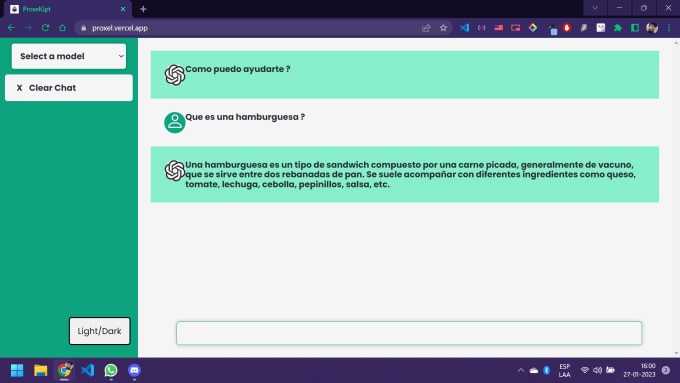 ProxelGpt
proxel.vercel.app
Select a model
X Clear Chat
Como puedo ayudarte ?
Que es una hamburguesa ?
Una hamburguesa es un tipo de sandwich compuesto por una carne picada, generalmente de vacuno,
que se sirve entre dos rebanadas de pan. Se suele acompañar con diferentes ingredientes como queso,
tomate, lechuga, cebolla, pepinillos, salsa, etc.
Light/Dark
ESP
LAA
16:00
27-01-2023